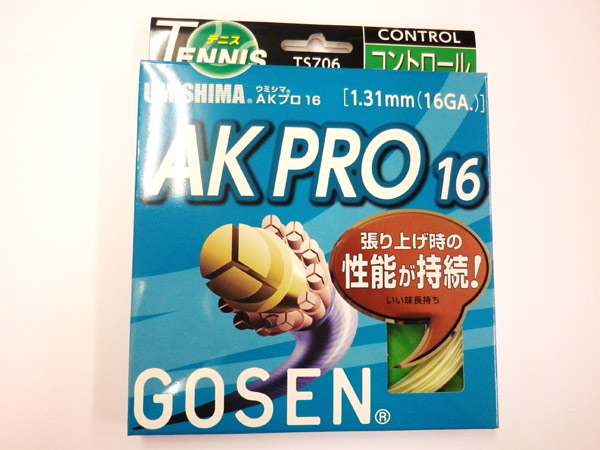 TENNIS
テニス
TS706
CONTROL
コントロール
UMISHIMA®
ウミシマ®
AKプロ 16
[1.31mm(16GA.)]
AK PRO 16
張り上げ時の
性能が持続!
いい味長持ち
GOSEN®